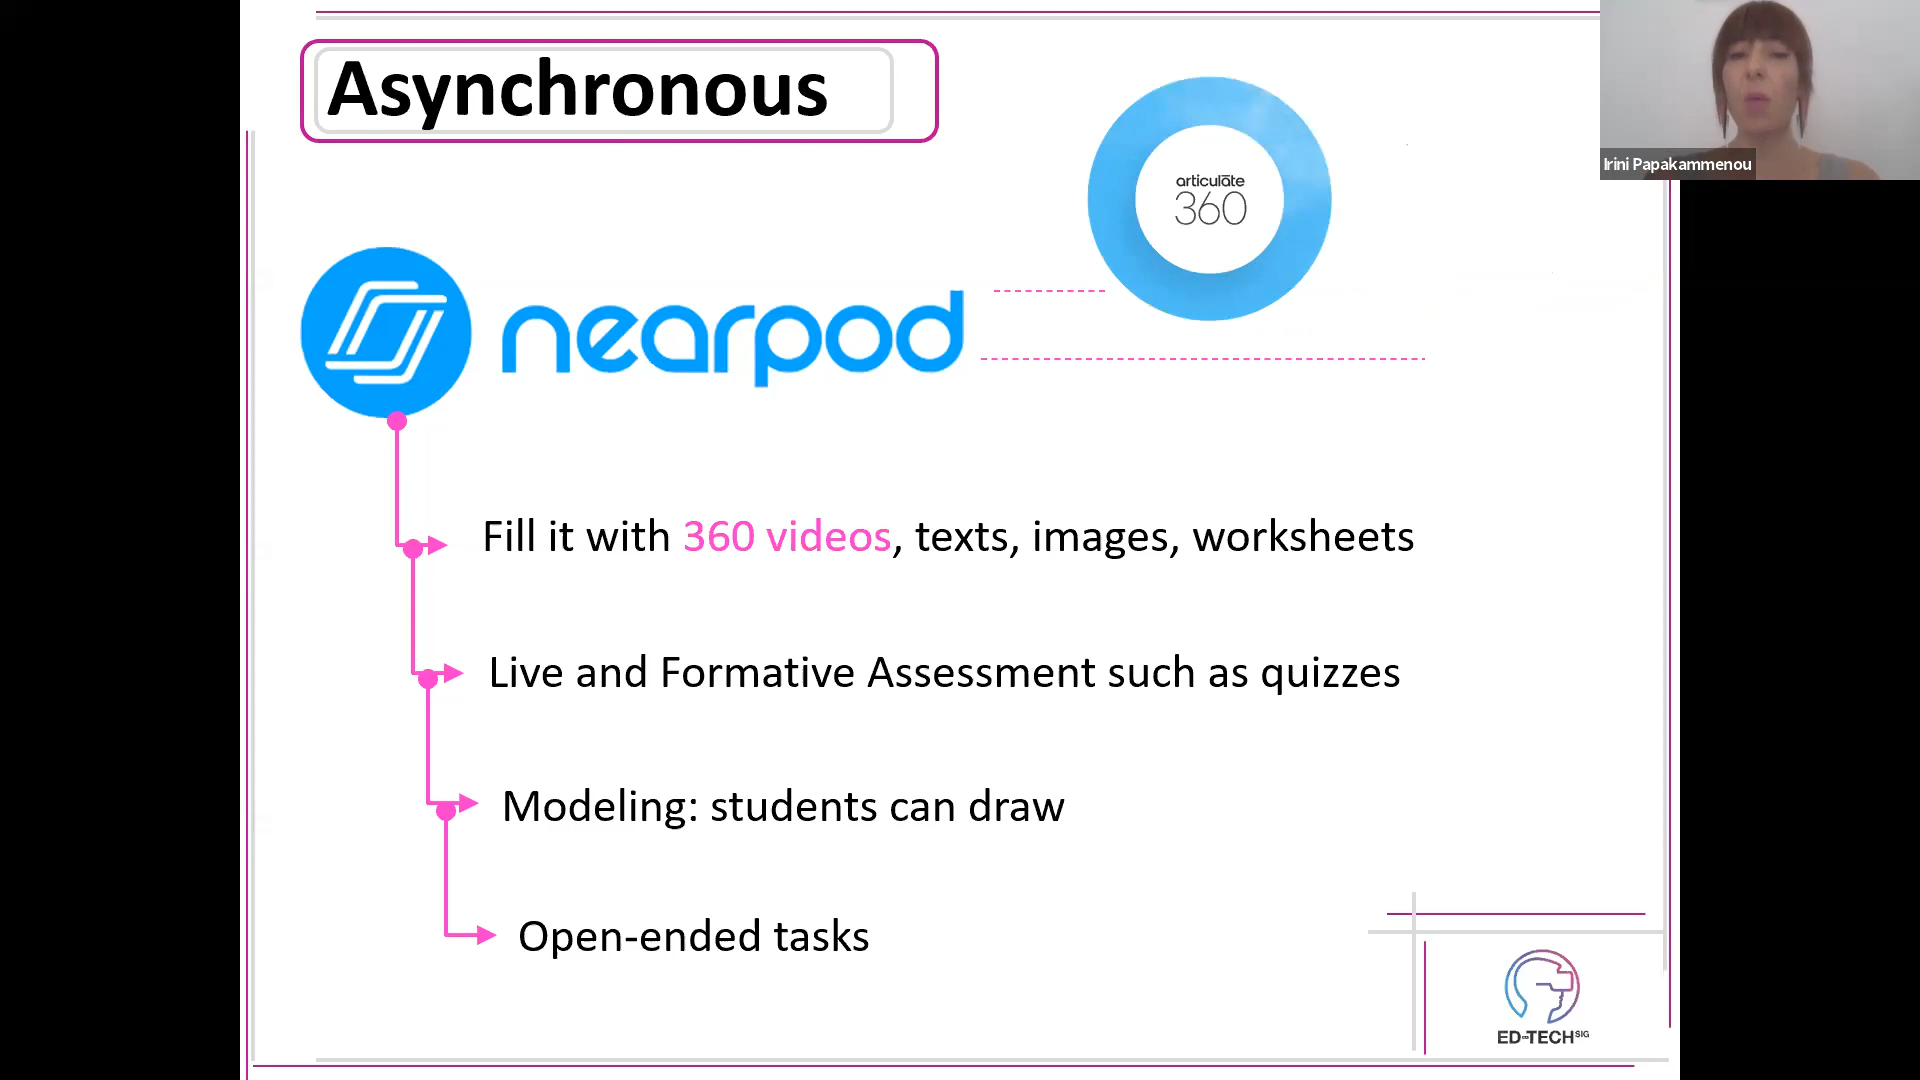 Asynchronous
Irini Papakammenou
articulate
360
nearpod
Fill it with 360 videos, texts, images, worksheets
Live and Formative Assessment such as quizzes
Modeling: students can draw
Open-ended tasks
ED-TECH SIG